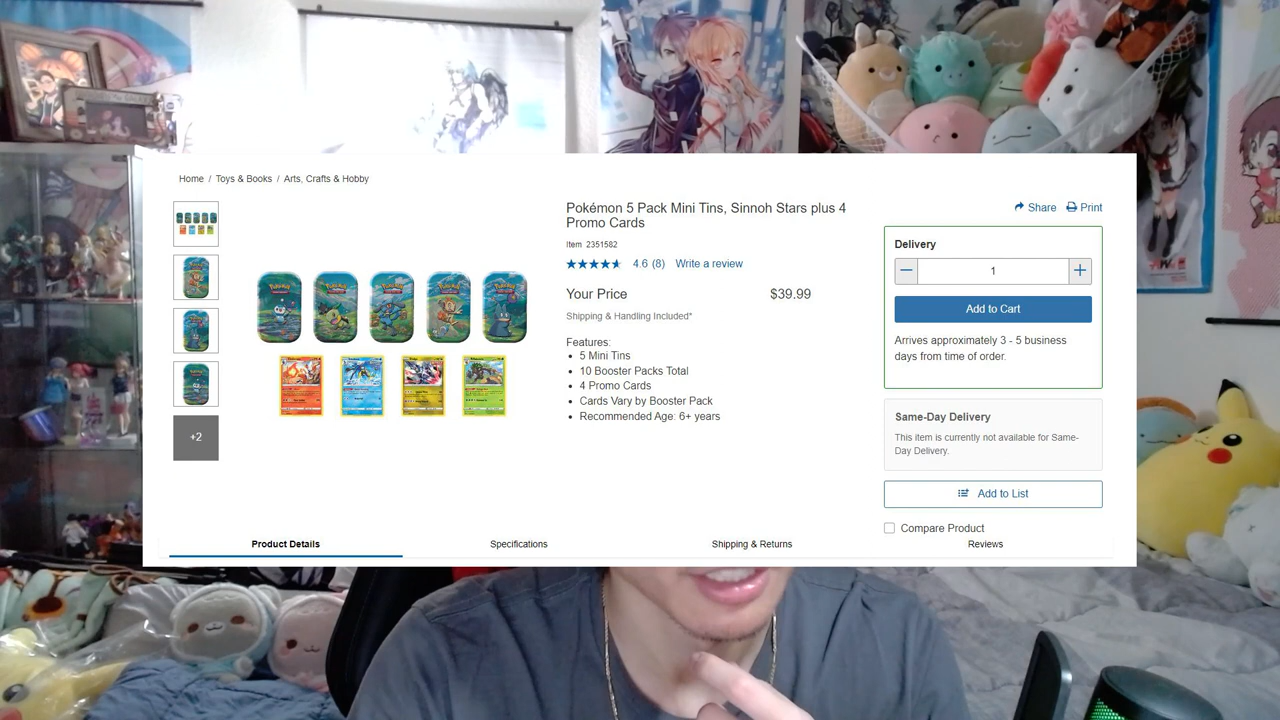 Home / Toys & Books / Arts, Crafts & Hobby
+2
Pokémon 5 Pack Mini Tins, Sinnoh Stars plus 4
Promo Cards
Item 2351582
4.6 (8) Write a review
Your Price $39.99
Shipping & Handling Included*
Features:
5 Mini Tins
10 Booster Packs Total
4 Promo Cards
Cards Vary by Booster Pack
Recommended Age: 6+ years
Share Print
Delivery
1
Add to Cart
Arrives approximately 3 - 5 business
days from time of order.
Same-Day Delivery
This item is currently not available for Same-
Day Delivery.
Add to List
Compare Product
Product Details Specifications Shipping & Returns Reviews